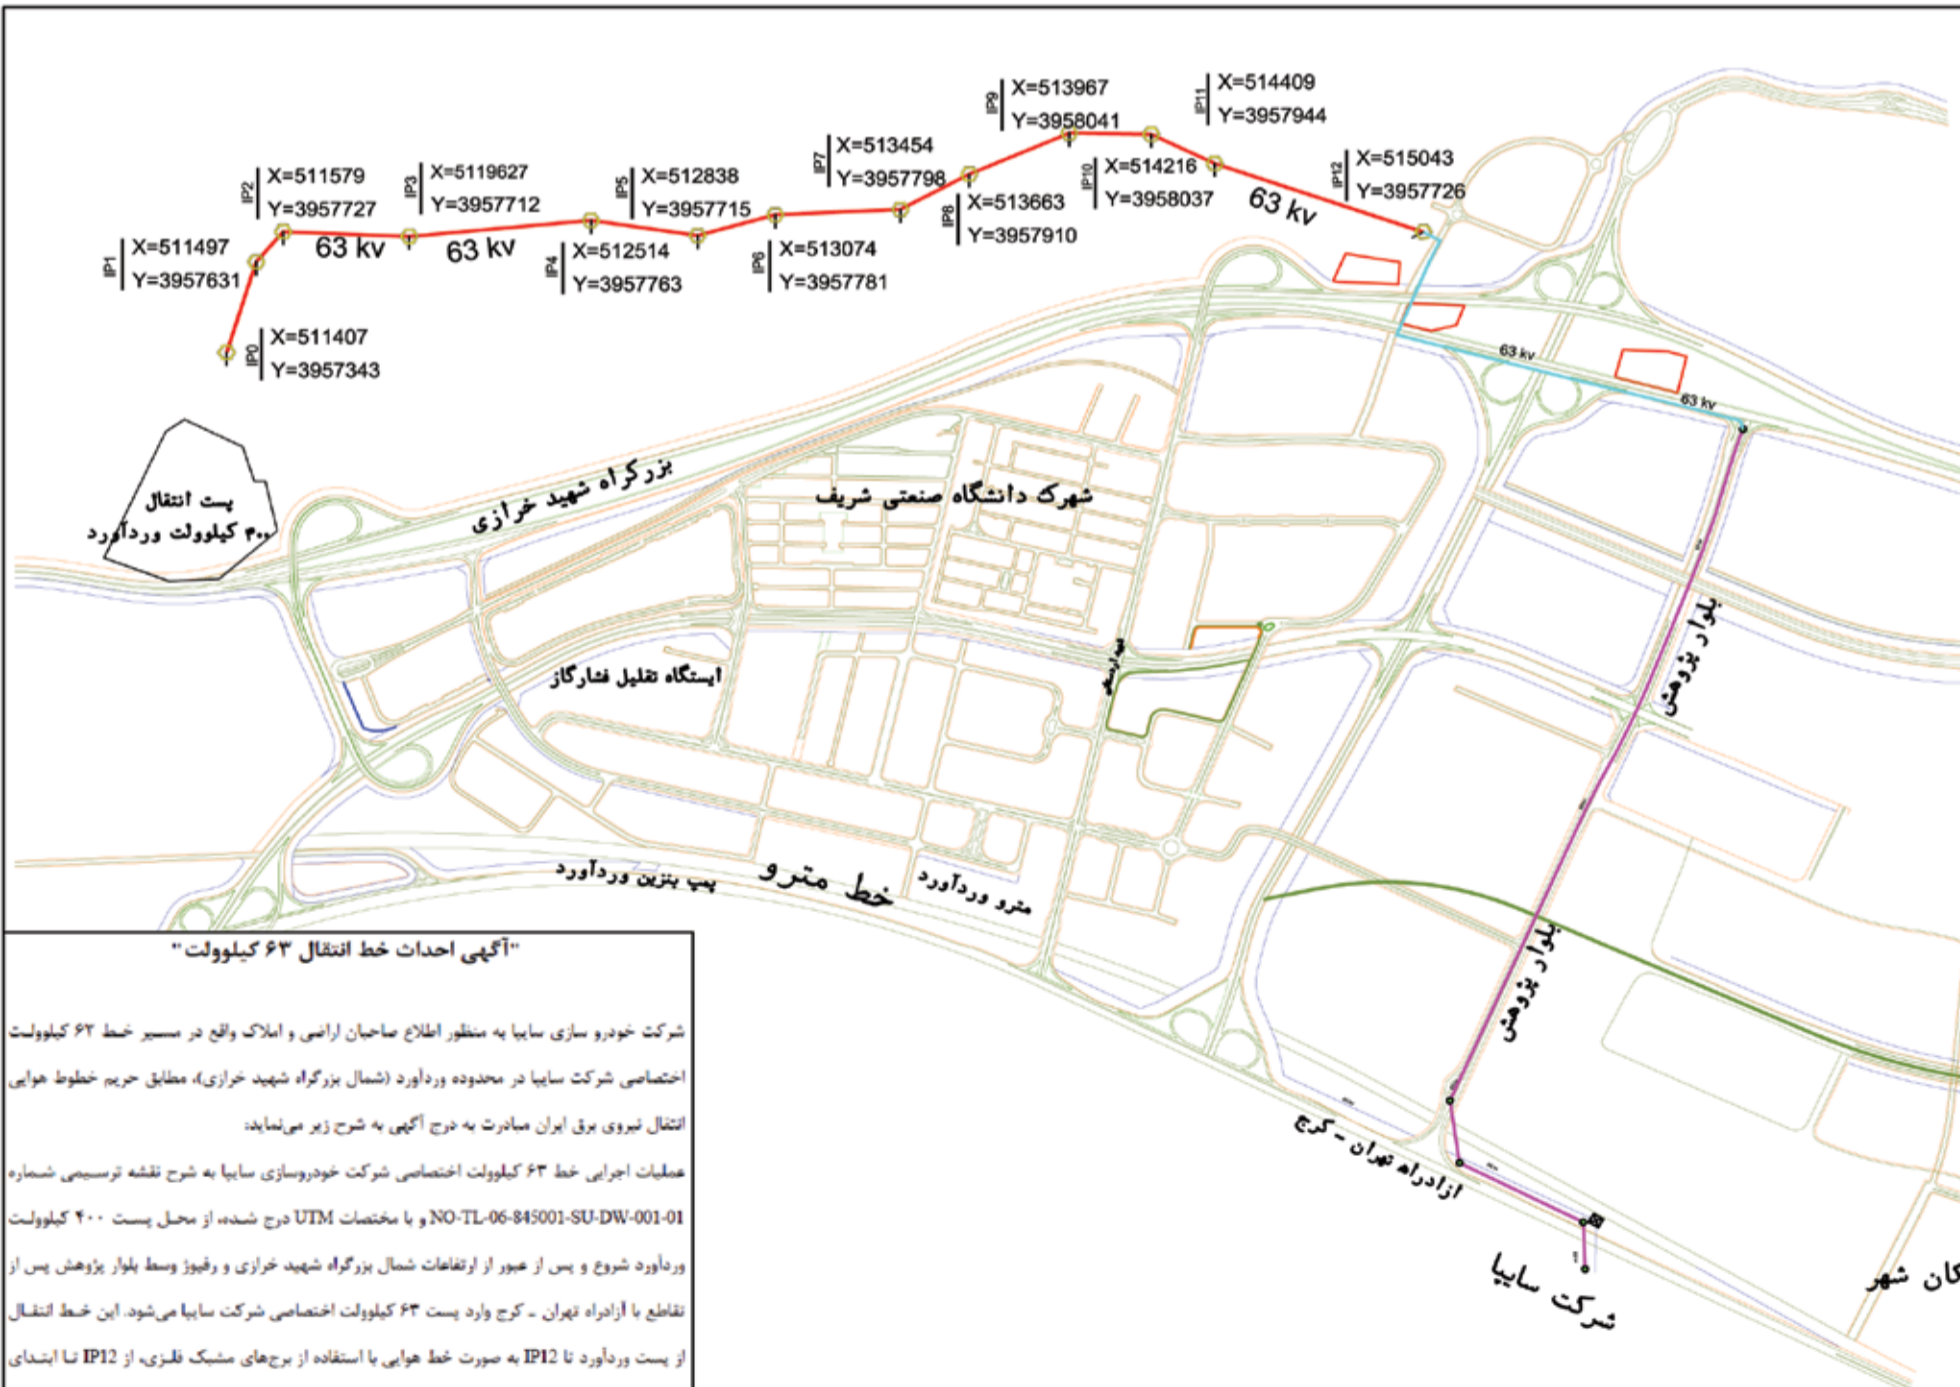 IP9
X=513967
Y=3958041
IP11
X=514409
Y=3957944
IP7
X=513454
Y=3957798
IP10
X=514216
Y=3958037
IP12
X=515043
Y=3957726
IP2
X=511579
Y=3957727
IP3
X=5119627
Y=3957712
IP5
X=512838
Y=3957715
IP8
X=513663
Y=3957910
63 kv
IP1
X=511497
Y=3957631
63 kv
63 kv
IP4
X=512514
Y=3957763
IP6
X=513074
Y=3957781
IP0
X=511407
Y=3957343
63 kv
63 kv
پست انتقال
۴۰۰ کیلوولت وردآورد
بزرگراه شهید خرازی
شهرک دانشگاه صنعتی شریف
بلوار پژوهش
ایستگاه تقلیل فشارگاز
پمپ بنزین وردآورد
خط مترو
مترو وردآورد
بلوار پژوهش
ازادراه تهران - کرج
شرکت سایپا
کان شهر
"آگهی احداث خط انتقال ۶۳ کیلوولت"
شرکت خودرو سازی سایپا به منظور اطلاع صاحبان اراضی و املاک واقع در مسیر خط ۶۳ کیلوولت
اختصاصی شرکت سایپا در محدوده وردآورد (شمال بزرگراه شهید خرازی)، مطابق حریم خطوط هوایی
انتقال نیروی برق ایران مبادرت به درج آگهی به شرح زیر می‌نماید:
عملیات اجرایی خط ۶۳ کیلوولت اختصاصی شرکت خودروسازی سایپا به شرح نقشه ترسیمی شماره
NO-TL-06-845001-SU-DW-001-01 و با مختصات UTM درج شده، از محل پست ۴۰۰ کیلوولت
وردآورد شروع و پس از عبور از ارتفاعات شمال بزرگراه شهید خرازی و رفیوژ وسط بلوار پژوهش پس از
تقاطع با آزادراه تهران - کرج وارد پست ۶۳ کیلوولت اختصاصی شرکت سایپا می‌شود. این خط انتقال
از پست وردآورد تا IP12 به صورت خط هوایی با استفاده از برج‌های مشبک فلزی، از IP12 تا ابتدای